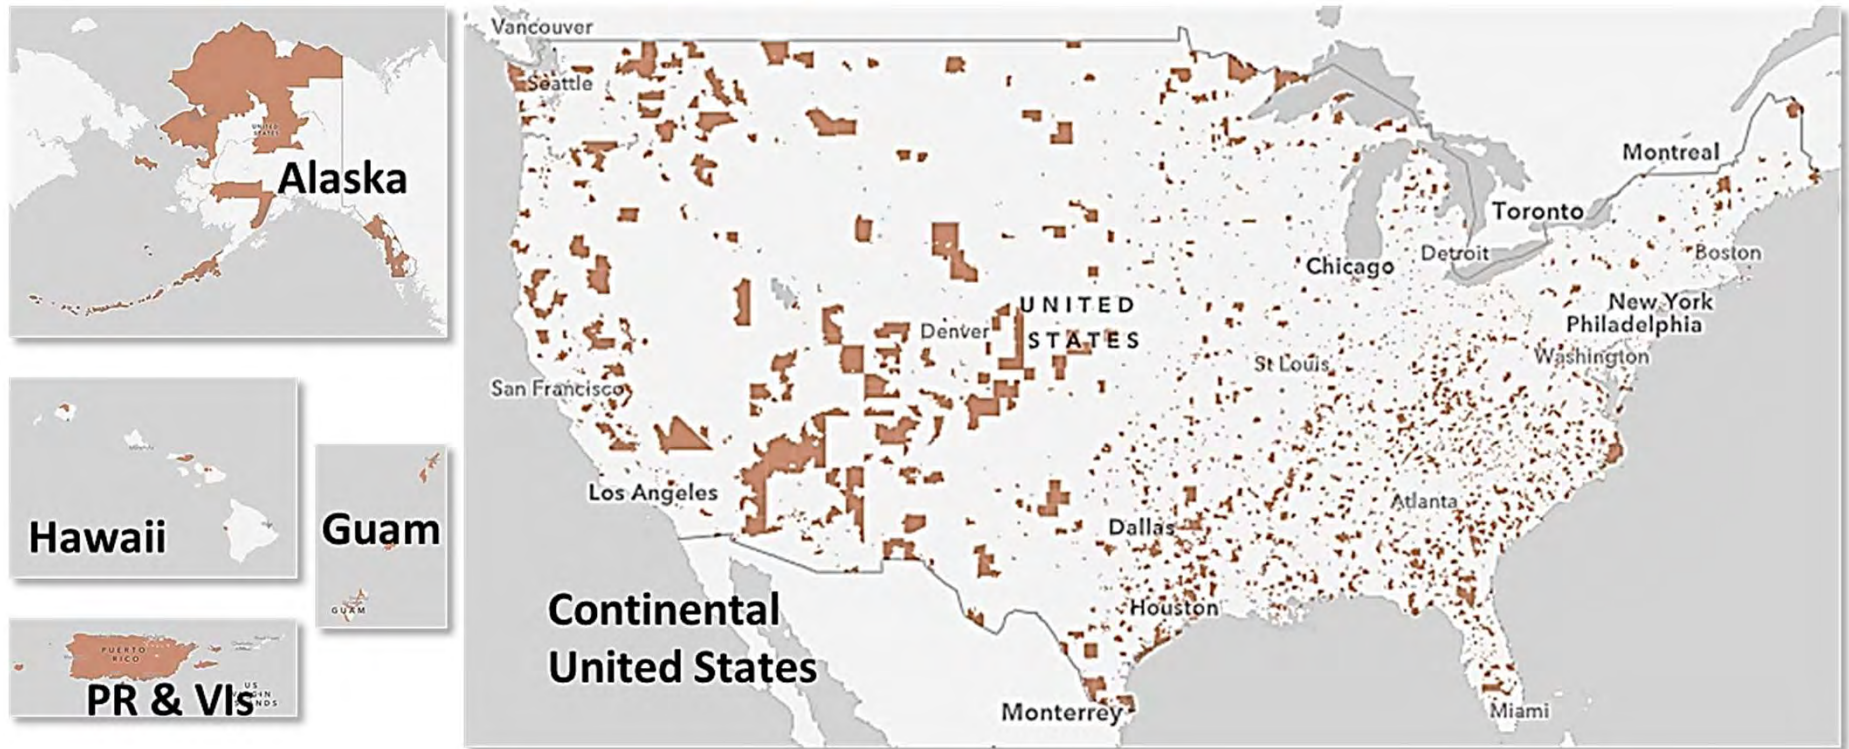 UNITED
STATES
Alaska
Hawaii
Guam
GUAM
PUERTO
RICO
US
PR & VIs
Vancouver
Seattle
Montreal
Toronto
Detroit
Boston
Chicago
New York
Philadelphia
UNITED
STATES
Denver
Washington
St Louis
San Francisco
Los Angeles
Atlanta
Dallas
Continental
United States
Houston
Monterrey
Miami